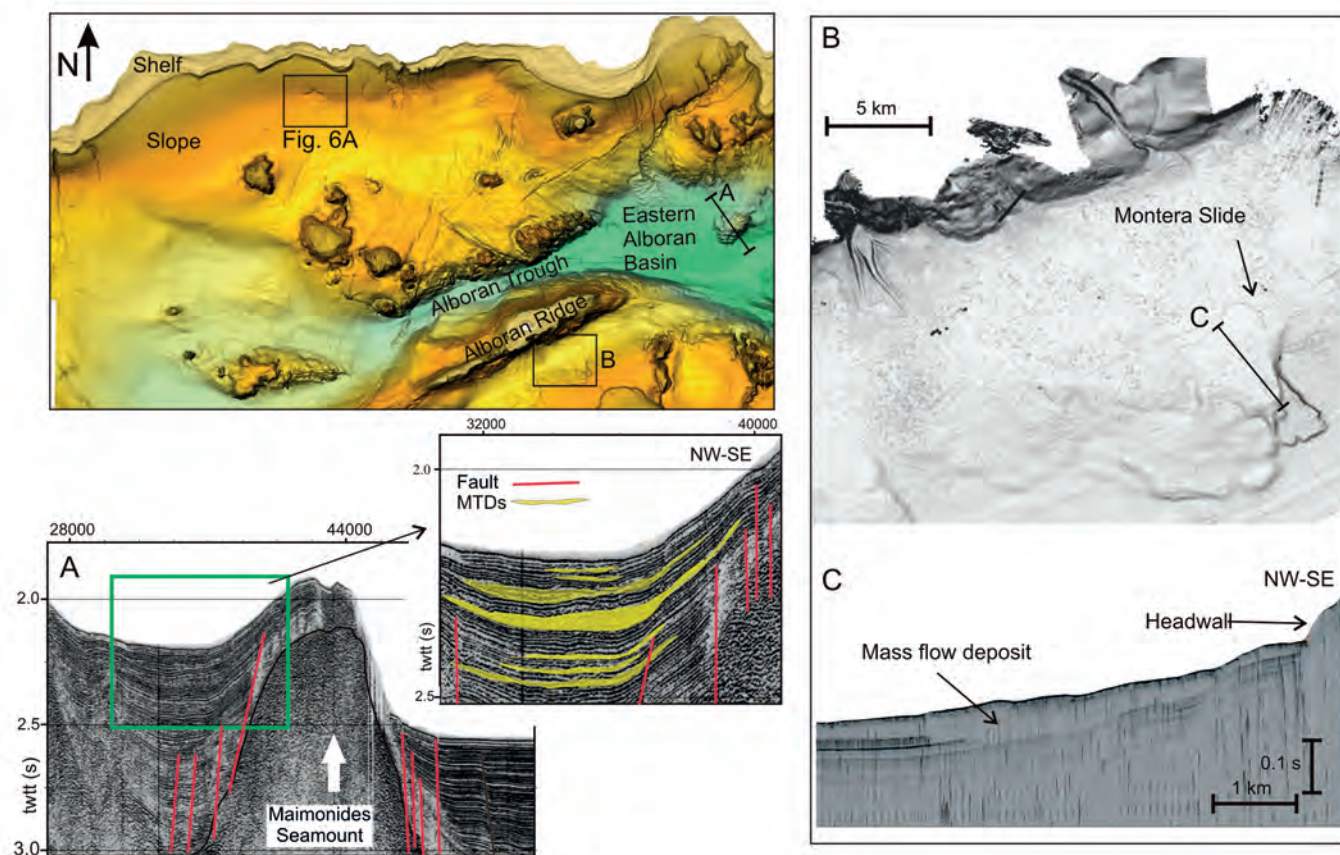 N
Shelf
Slope
Fig. 6A
A
Eastern
Alboran
Basin
Alboran Trough
Alboran Ridge
B
B
5 km
Montera Slide
C
32000
40000
NW-SE
2.0
Fault
MTDs
twtt (s)
2.5
28000
44000
A
2.0
2.5
twtt (s)
3.0
Maimonides
Seamount
C
NW-SE
Headwall
Mass flow deposit
0.1 s
1 km